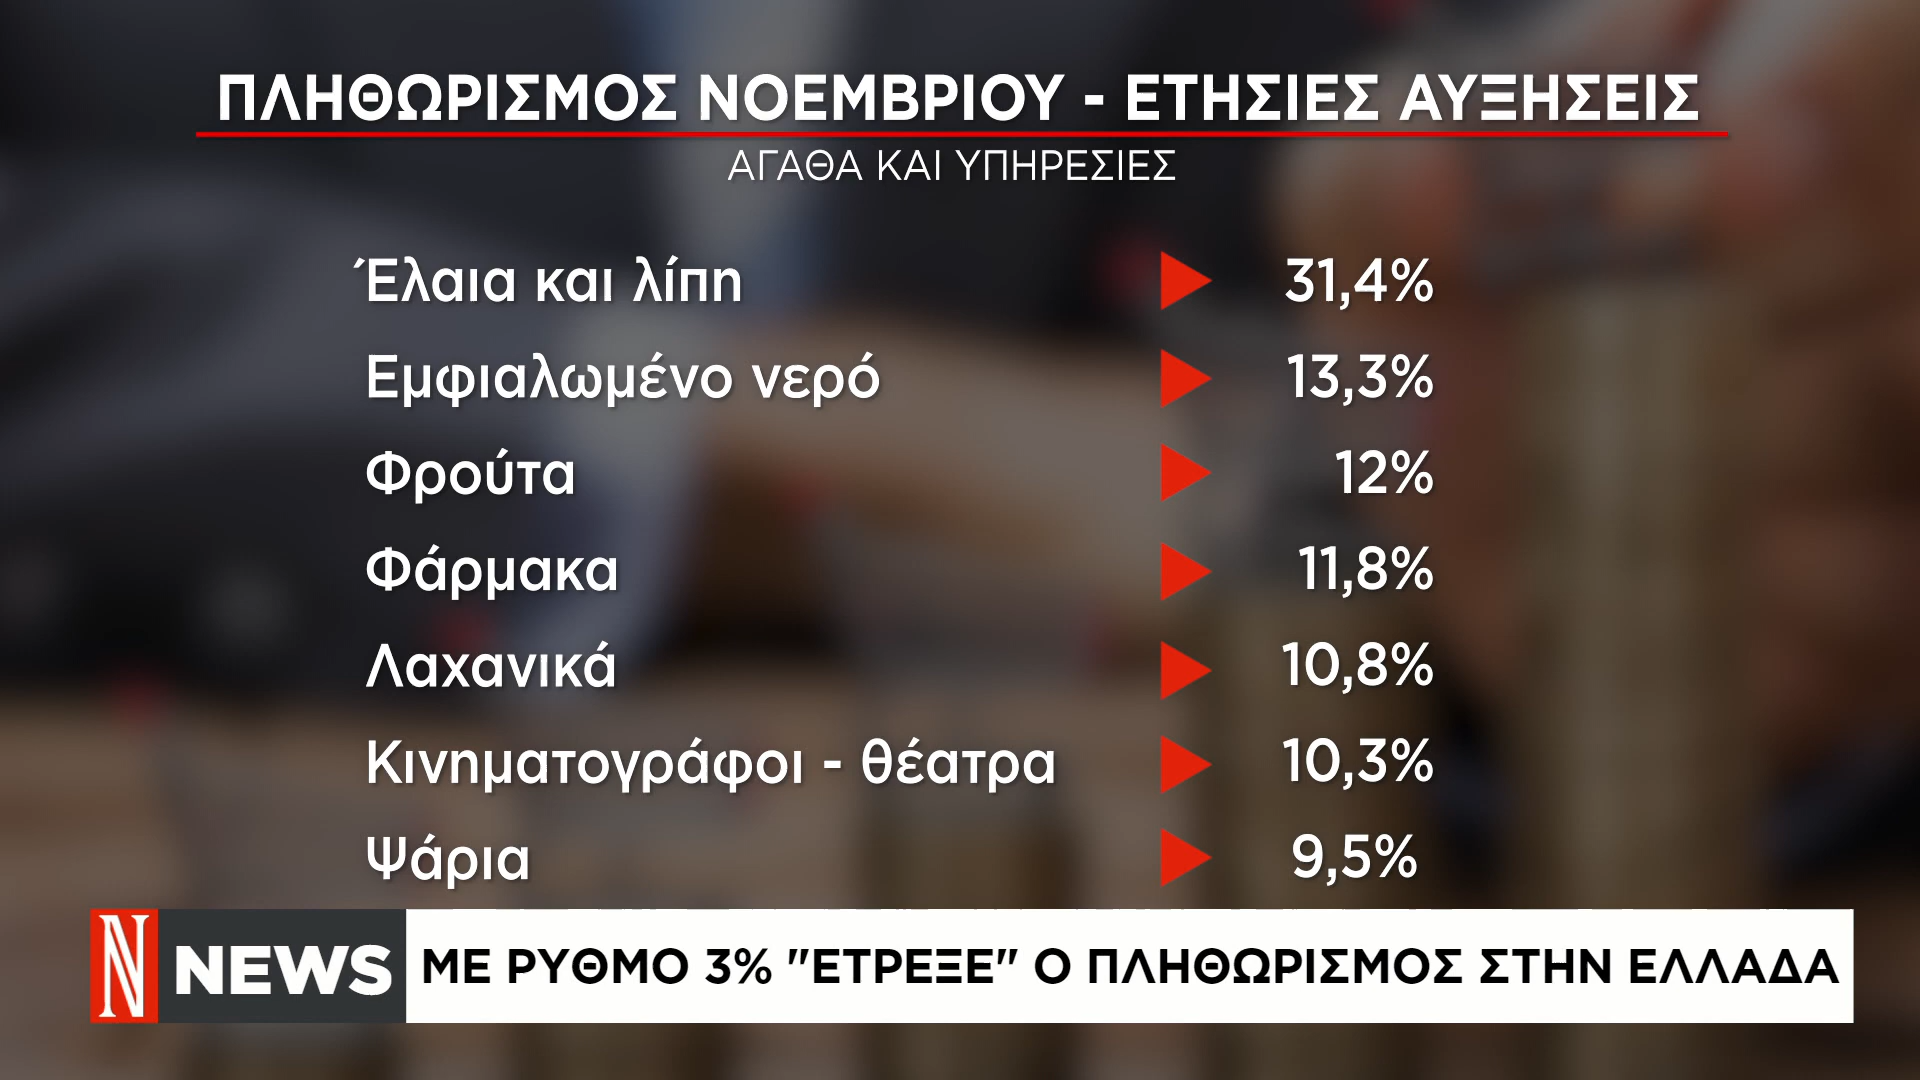 ΠΛΗΘΩΡΙΣΜΟΣ ΝΟΕΜΒΡΙΟΥ - ΕΤΗΣΙΕΣ ΑΥΞΗΣΕΙΣ
ΑΓΑΘΑ ΚΑΙ ΥΠΗΡΕΣΙΕΣ
Έλαια και λίπη 31,4%
Εμφιαλωμένο νερό 13,3%
Φρούτα 12%
Φάρμακα 11,8%
Λαχανικά 10,8%
Κινηματογράφοι - θέατρα 10,3%
Ψάρια 9,5%
N NEWS ΜΕ ΡΥΘΜΟ 3% "ΕΤΡΕΞΕ" Ο ΠΛΗΘΩΡΙΣΜΟΣ ΣΤΗΝ ΕΛΛΑΔΑ